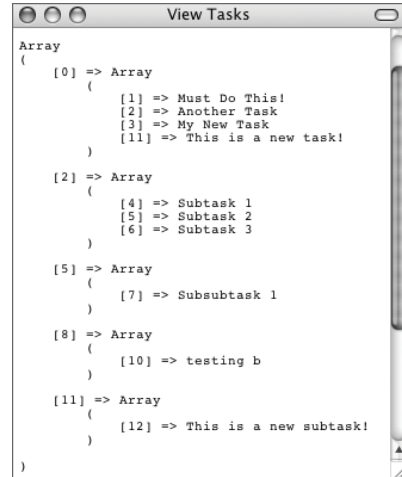 View Tasks
Array
(
[0] => Array
(
[1] => Must Do This!
[2] => Another Task
[3] => My New Task
[11] => This is a new task!
)
[2] => Array
(
[4] => Subtask 1
[5] => Subtask 2
[6] => Subtask 3
)
[5] => Array
(
[7] => Subsubtask 1
)
[8] => Array
(
[10] => testing b
)
[11] => Array
(
[12] => This is a new subtask!
)
)